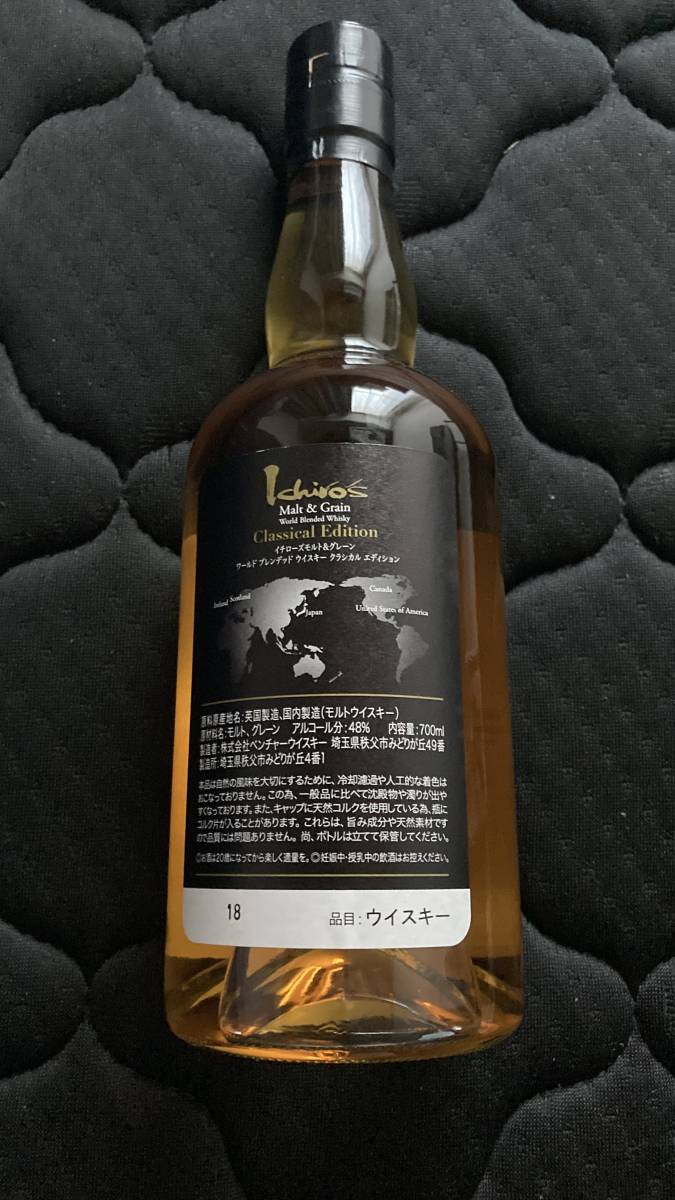 Ichiro's
Malt & Grain
World Blended Whisky
Classical Edition
イチローズモルト&グレーン
ワールド ブレンデッド ウイスキー クラシカル エディション
Ireland Scotland
Canada
Japan
United States of America
原料原産地名:英国製造、国内製造(モルトウイスキー)
原材料名:モルト、グレーン アルコール分:48% 内容量:700ml
製造者:株式会社ベンチャーウイスキー 埼玉県秩父市みどりが丘49番
製造所:埼玉県秩父市みどりが丘4番1
本品は自然の風味を大切にするために、冷却濾過や人工的な着色は
おこなっておりません。この為、一般品に比べて沈殿物や濁りが出や
すくなっております。また、キャップに天然コルクを使用している為、瓶に
コルク片が入ることがあります。これらは、旨み成分や天然素材です
ので品質には問題ありません。尚、ボトルは立てて保管してください。
◎お酒は20歳になってから楽しく適量を。◎妊娠中・授乳中の飲酒はお控えください。
18
品目:ウイスキー